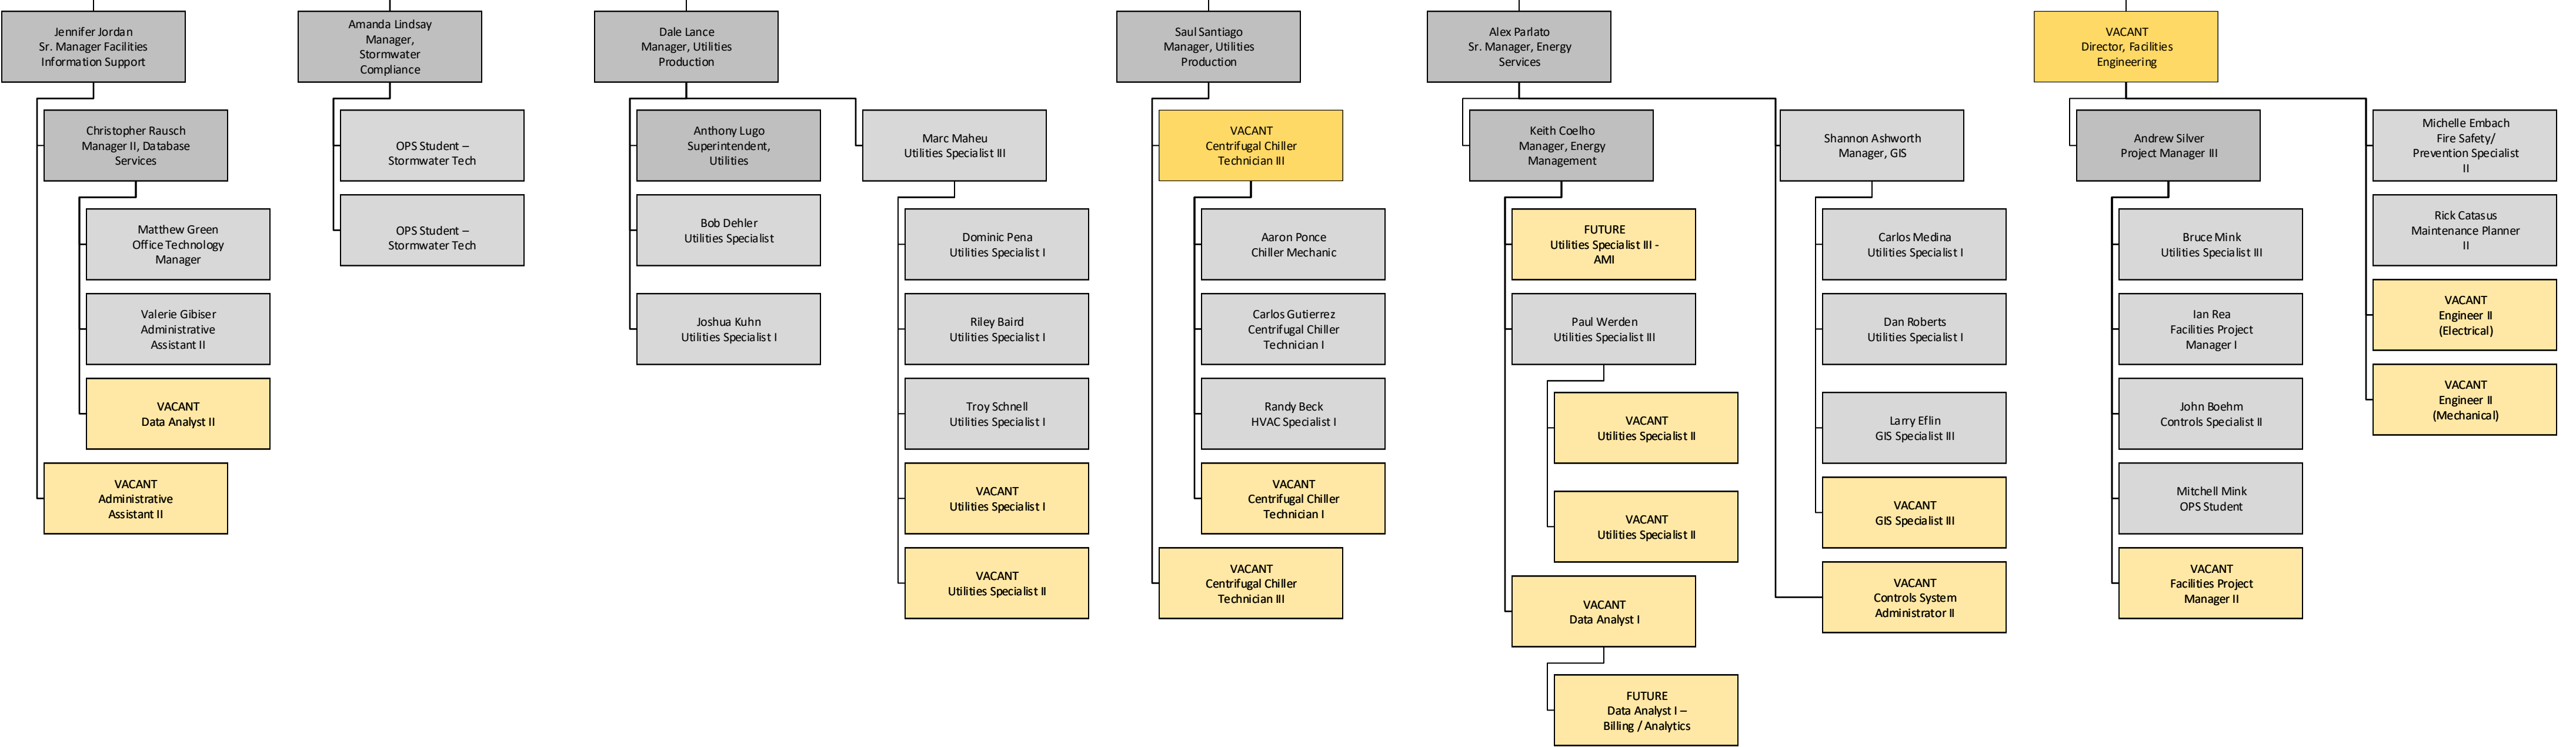 Jennifer Jordan
Sr. Manager Facilities
Information Support
Christopher Rausch
Manager II, Database
Services
Matthew Green
Office Technology
Manager
Valerie Gibiser
Administrative
Assistant II
VACANT
Data Analyst II
VACANT
Administrative
Assistant II
Amanda Lindsay
Manager,
Stormwater
Compliance
OPS Student –
Stormwater Tech
OPS Student –
Stormwater Tech
Dale Lance
Manager, Utilities
Production
Anthony Lugo
Superintendent,
Utilities
Bob Dehler
Utilities Specialist
Joshua Kuhn
Utilities Specialist I
Marc Maheu
Utilities Specialist III
Dominic Pena
Utilities Specialist I
Riley Baird
Utilities Specialist I
Troy Schnell
Utilities Specialist I
VACANT
Utilities Specialist I
VACANT
Utilities Specialist II
Saul Santiago
Manager, Utilities
Production
VACANT
Centrifugal Chiller
Technician III
Aaron Ponce
Chiller Mechanic
Carlos Gutierrez
Centrifugal Chiller
Technician I
Randy Beck
HVAC Specialist I
VACANT
Centrifugal Chiller
Technician I
VACANT
Centrifugal Chiller
Technician III
Alex Parlato
Sr. Manager, Energy
Services
Keith Coelho
Manager, Energy
Management
FUTURE
Utilities Specialist III -
AMI
Paul Werden
Utilities Specialist III
VACANT
Utilities Specialist II
VACANT
Utilities Specialist II
VACANT
Data Analyst I
FUTURE
Data Analyst I –
Billing / Analytics
Shannon Ashworth
Manager, GIS
Carlos Medina
Utilities Specialist I
Dan Roberts
Utilities Specialist I
Larry Eflin
GIS Specialist III
VACANT
GIS Specialist III
VACANT
Controls System
Administrator II
VACANT
Director, Facilities
Engineering
Andrew Silver
Project Manager III
Bruce Mink
Utilities Specialist III
Ian Rea
Facilities Project
Manager I
John Boehm
Controls Specialist II
Mitchell Mink
OPS Student
VACANT
Facilities Project
Manager II
Michelle Embach
Fire Safety/
Prevention Specialist
II
Rick Catasus
Maintenance Planner
II
VACANT
Engineer II
(Electrical)
VACANT
Engineer II
(Mechanical)